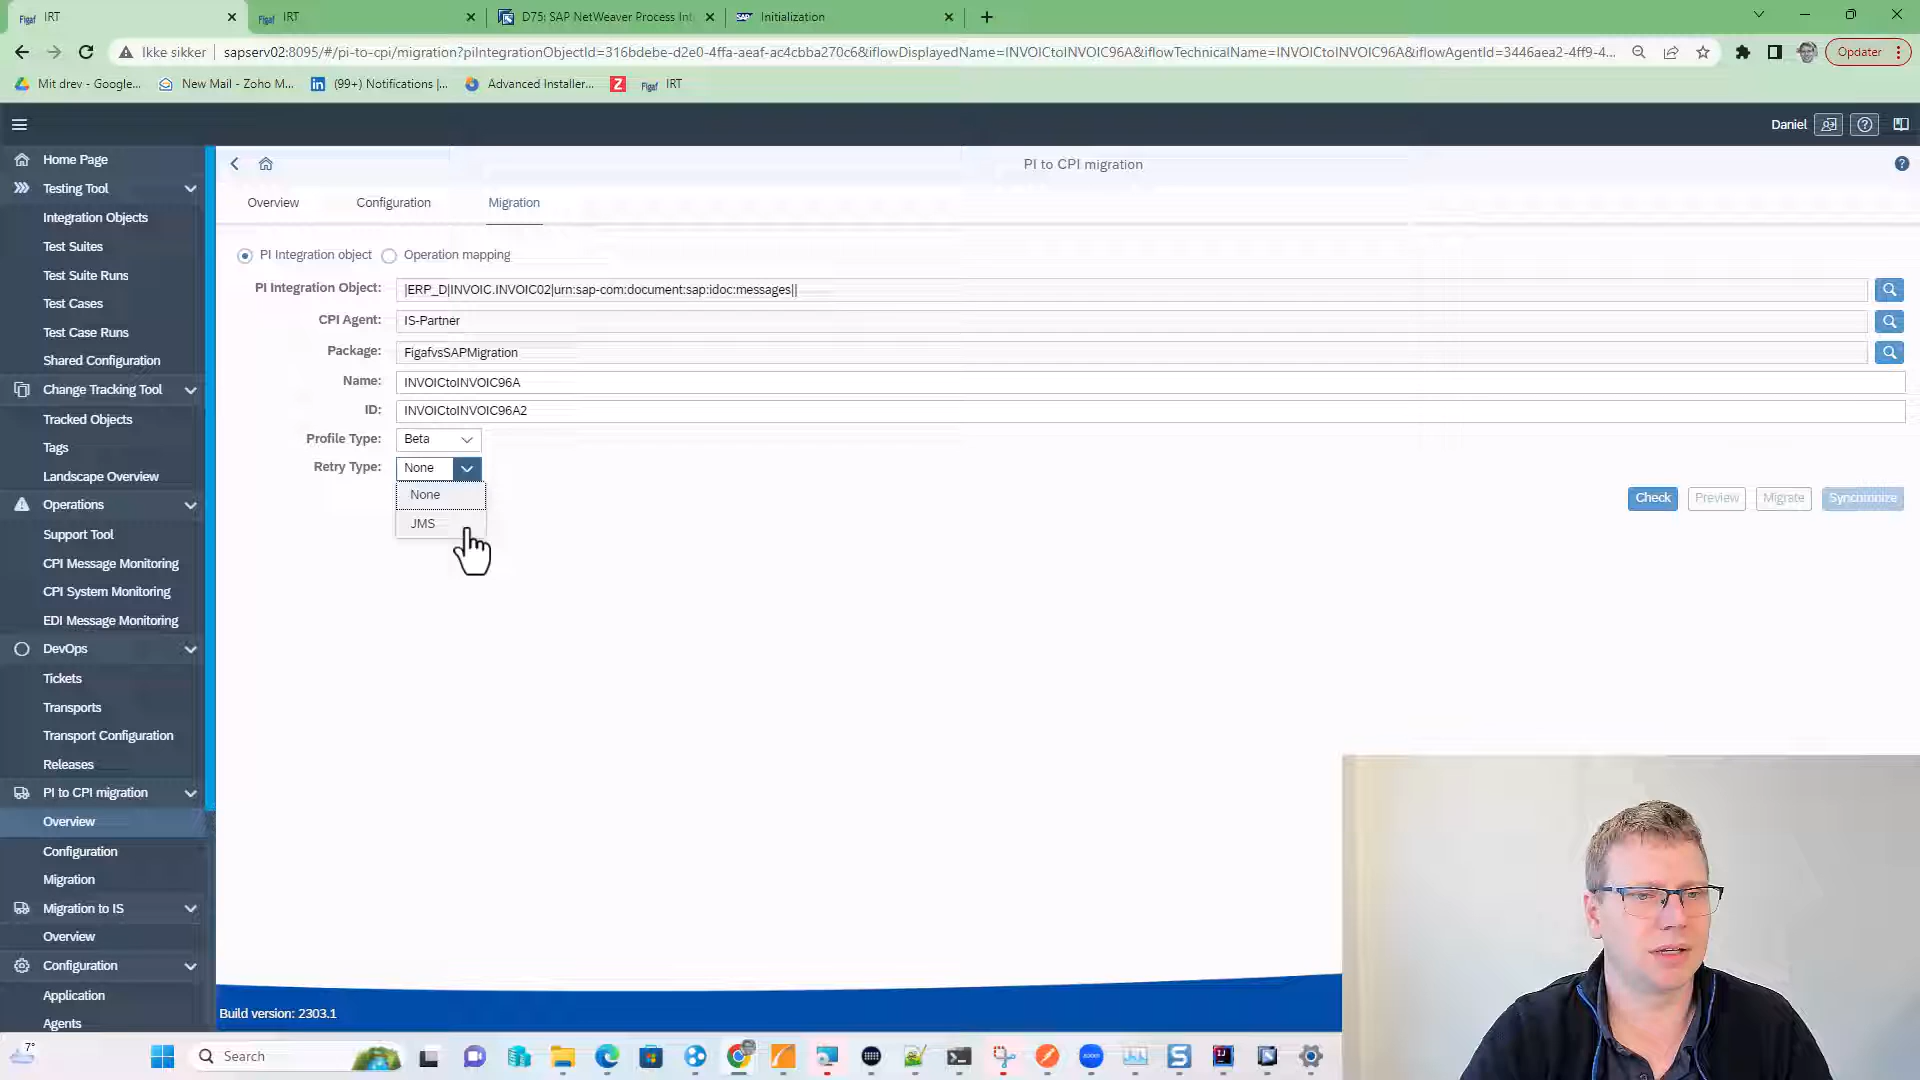 Figaf IRT
Figaf IRT
D75: SAP NetWeaver Process Int
SAP Initialization
Ikke sikker
sapserv02:8095/#/pi-to-cpi/migration?piIntegrationObjectId=316bdebe-d2e0-4ffa-aeaf-ac4cbba270c6&iflowDisplayedName=INVOICtoINVOIC96A&iflowTechnicalName=INVOICtoINVOIC96A&iflowAgentId=3446aea2-4ff9-4...
Opdater
Mit drev - Google...
New Mail - Zoho M...
(99+) Notifications |...
Advanced Installer...
Z
Figaf IRT
Daniel
Home Page
Testing Tool
Integration Objects
Test Suites
Test Suite Runs
Test Cases
Test Case Runs
Shared Configuration
Change Tracking Tool
Tracked Objects
Tags
Landscape Overview
Operations
Support Tool
CPI Message Monitoring
CPI System Monitoring
EDI Message Monitoring
DevOps
Tickets
Transports
Transport Configuration
Releases
PI to CPI migration
Overview
Configuration
Migration
Migration to IS
Overview
Configuration
Application
Agents
PI to CPI migration
Overview Configuration Migration
PI Integration object Operation mapping
PI Integration Object: |ERP_D|INVOIC.INVOIC02|urn:sap-com:document:sap:idoc:messages||
CPI Agent: IS-Partner
Package: FigafvsSAPMigration
Name: INVOICtoINVOIC96A
ID: INVOICtoINVOIC96A2
Profile Type: Beta
Retry Type: None
None
JMS
Check Preview Migrate Synchronize
Build version: 2303.1
7°
Search
zoom
S
IJ